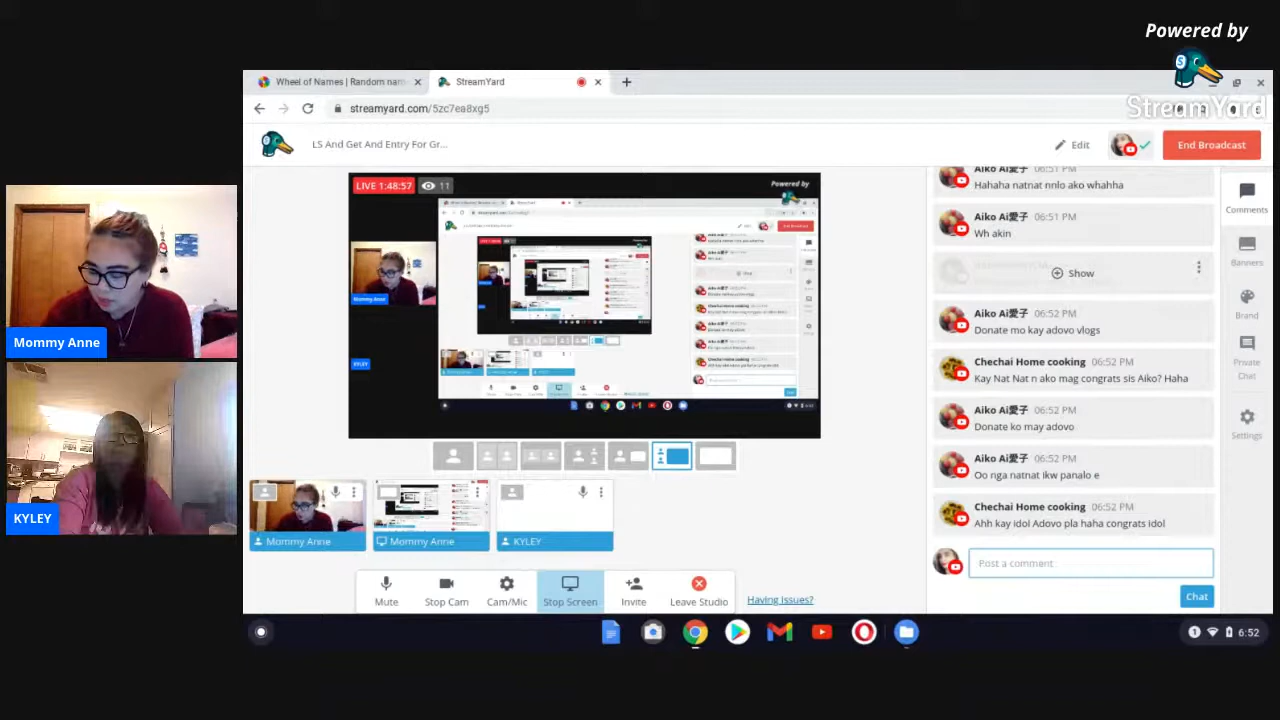 Powered by
StreamYard
Wheel of Names | Random nam
StreamYard
streamyard.com/5zc7ea8xg5
LS And Get And Entry For Gr...
Edit
End Broadcast
LIVE 1:48:57
11
Powered by
Mommy Anne
KYLEY
Mommy Anne
KYLEY
Mommy Anne
Mommy Anne
KYLEY
Mute
Stop Cam
Cam/Mic
Stop Screen
Invite
Leave Studio
Having issues?
Aiko Ai愛子 06:51 PM
Hahaha natnat nnlo ako whahha
Aiko Ai愛子 06:51 PM
Wh akin
Show
Aiko Ai愛子 06:52 PM
Donate mo kay adovo vlogs
Chechai Home cooking 06:52 PM
Kay Nat Nat n ako mag congrats sis Aiko? Haha
Aiko Ai愛子 06:52 PM
Donate ko may adovo
Aiko Ai愛子 06:52 PM
Oo nga natnat ikw panalo e
Chechai Home cooking 06:52 PM
Ahh kay idol Adovo pla haha congrats idol
Post a comment
Chat
Comments
Banners
Brand
Private
Chat
Settings
6:52